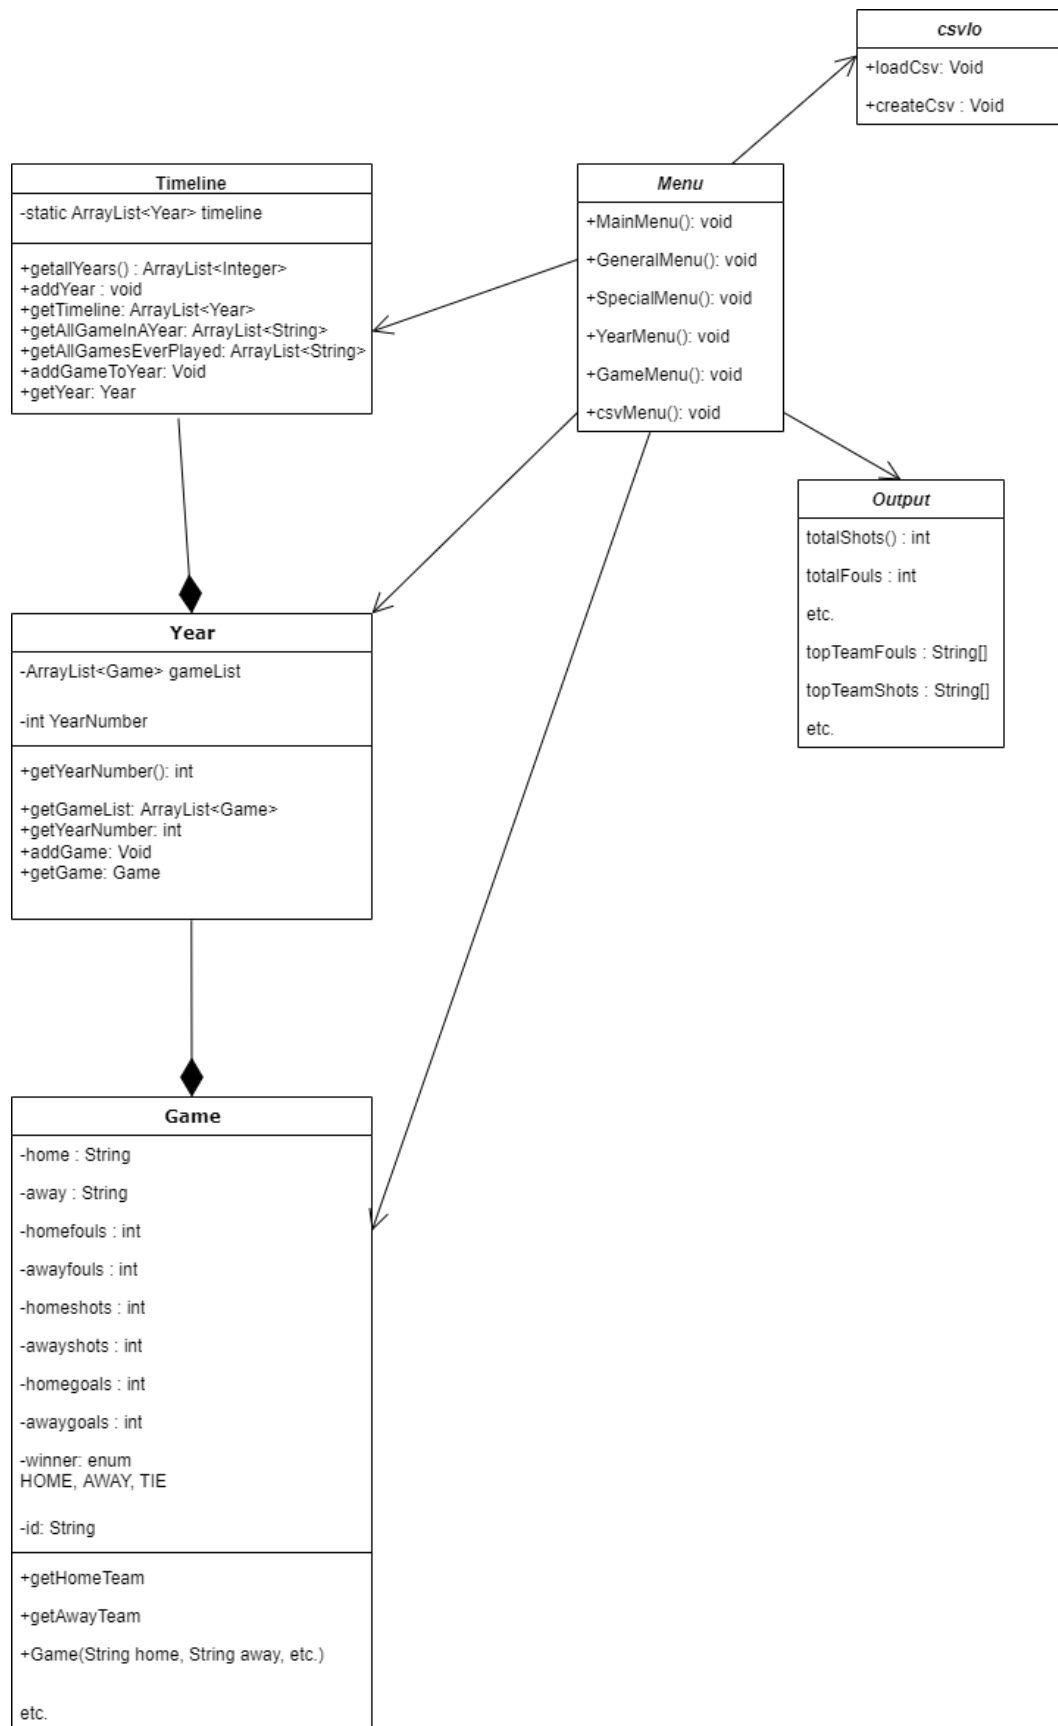 csvIo
+loadCsv: Void
+createCsv : Void
Timeline
-static ArrayList<Year> timeline
+getallYears() : ArrayList<Integer>
+addYear : void
+getTimeline: ArrayList<Year>
+getAllGameInAYear: ArrayList<String>
+getAllGamesEverPlayed: ArrayList<String>
+addGameToYear: Void
+getYear: Year
Menu
+MainMenu(): void
+GeneralMenu(): void
+SpecialMenu(): void
+YearMenu(): void
+GameMenu(): void
+csvMenu(): void
Output
totalShots() : int
totalFouls : int
etc.
topTeamFouls : String[]
topTeamShots : String[]
etc.
Year
-ArrayList<Game> gameList
-int YearNumber
+getYearNumber(): int
+getGameList: ArrayList<Game>
+getYearNumber: int
+addGame: Void
+getGame: Game
Game
-home : String
-away : String
-homefouls : int
-awayfouls : int
-homeshots : int
-awayshots : int
-homegoals : int
-awaygoals : int
-winner: enum
HOME, AWAY, TIE
-id: String
+getHomeTeam
+getAwayTeam
+Game(String home, String away, etc.)
etc.